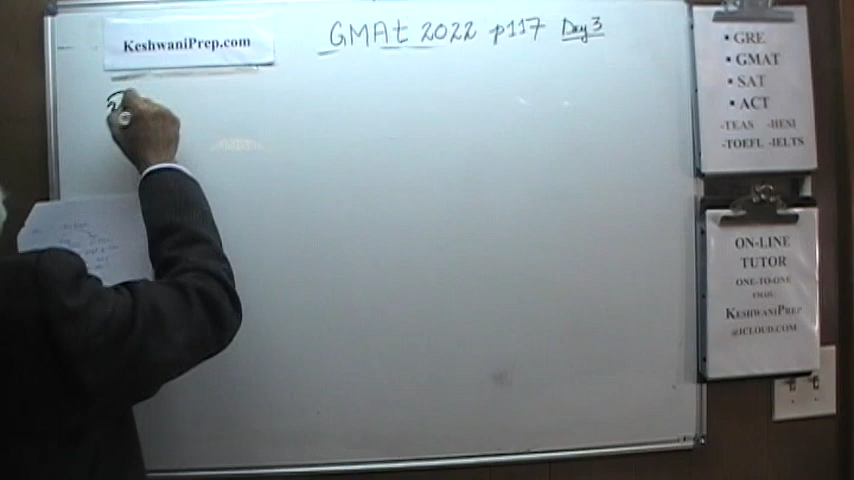 KeshwaniPrep.com
GMAt 2022 p117 Day 3
▪ GRE
▪ GMAT
▪ SAT
▪ ACT
-TEAS -HESI
-TOEFL -IELTS
ON-LINE
TUTOR
ONE-TO-ONE
KESHWANIPREP
@ICLOUD.COM